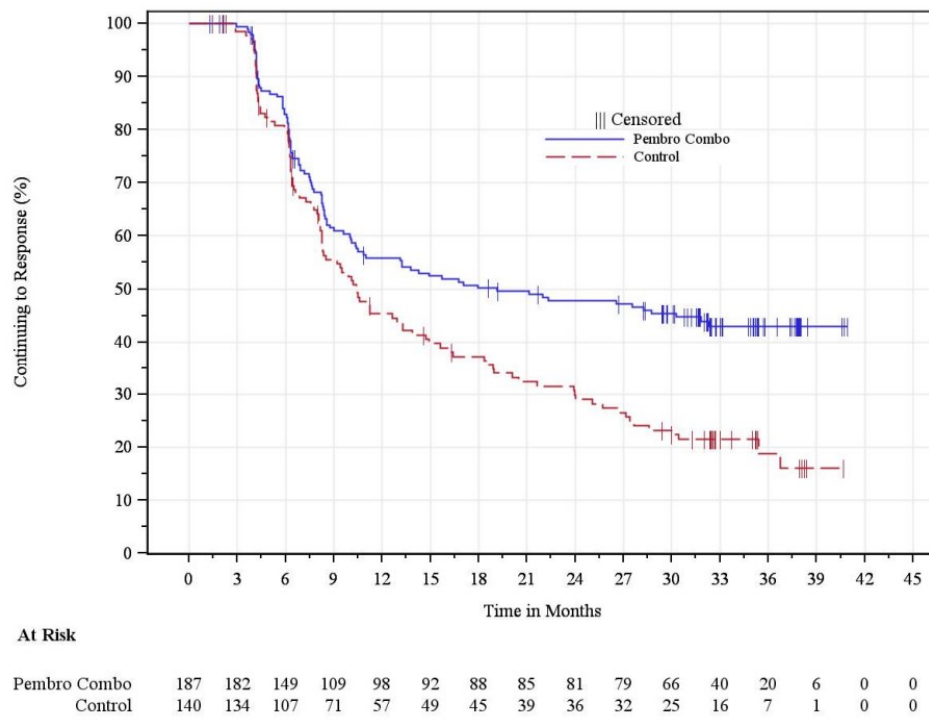 Continuing to Response (%)
100
90
80
70
60
50
40
30
20
10
0
||| Censored
Pembro Combo
Control
0 3 6 9 12 15 18 21 24 27 30 33 36 39 42 45
Time in Months
At Risk
Pembro Combo 187 182 149 109 98 92 88 85 81 79 66 40 20 6 0 0
Control 140 134 107 71 57 49 45 39 36 32 25 16 7 1 0 0